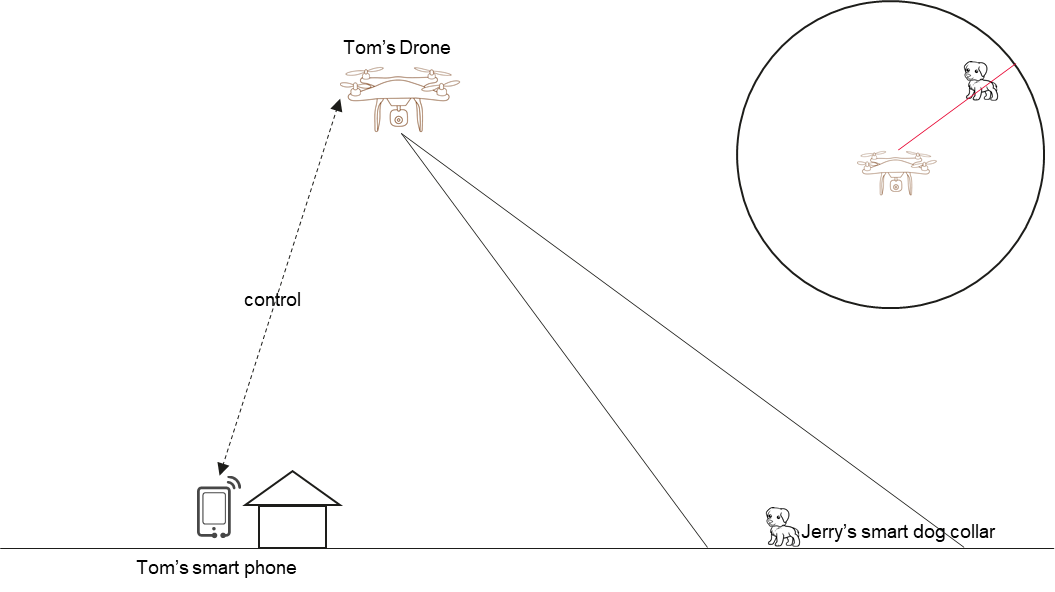 Tom’s Drone
control
Jerry’s smart dog collar
Tom’s smart phone